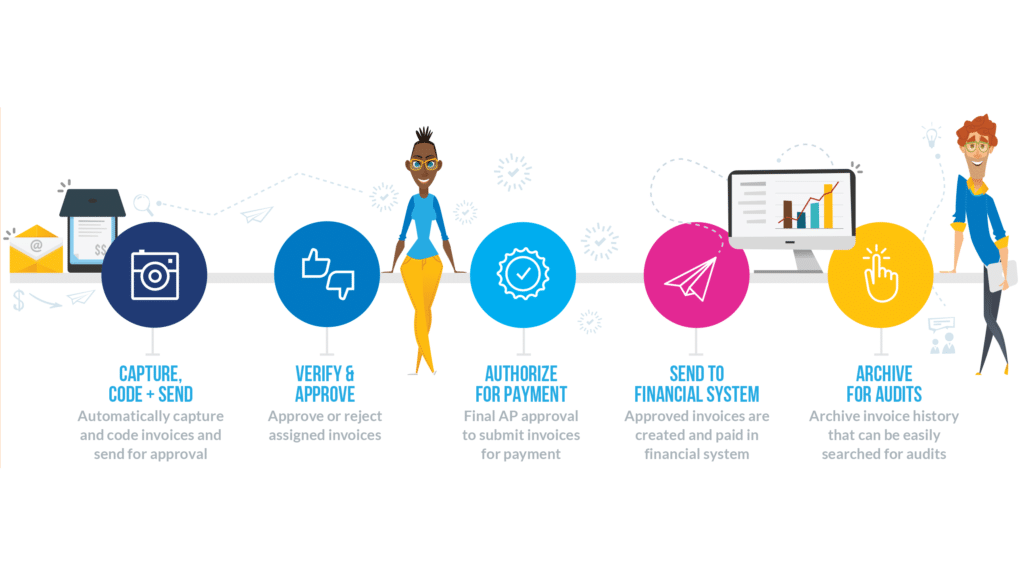 @
$$
$
CAPTURE,
CODE + SEND
Automatically capture
and code invoices and
send for approval
VERIFY &
APPROVE
Approve or reject
assigned invoices
AUTHORIZE
FOR PAYMENT
Final AP approval
to submit invoices
for payment
SEND TO
FINANCIAL SYSTEM
Approved invoices are
created and paid in
financial system
ARCHIVE
FOR AUDITS
Archive invoice history
that can be easily
searched for audits